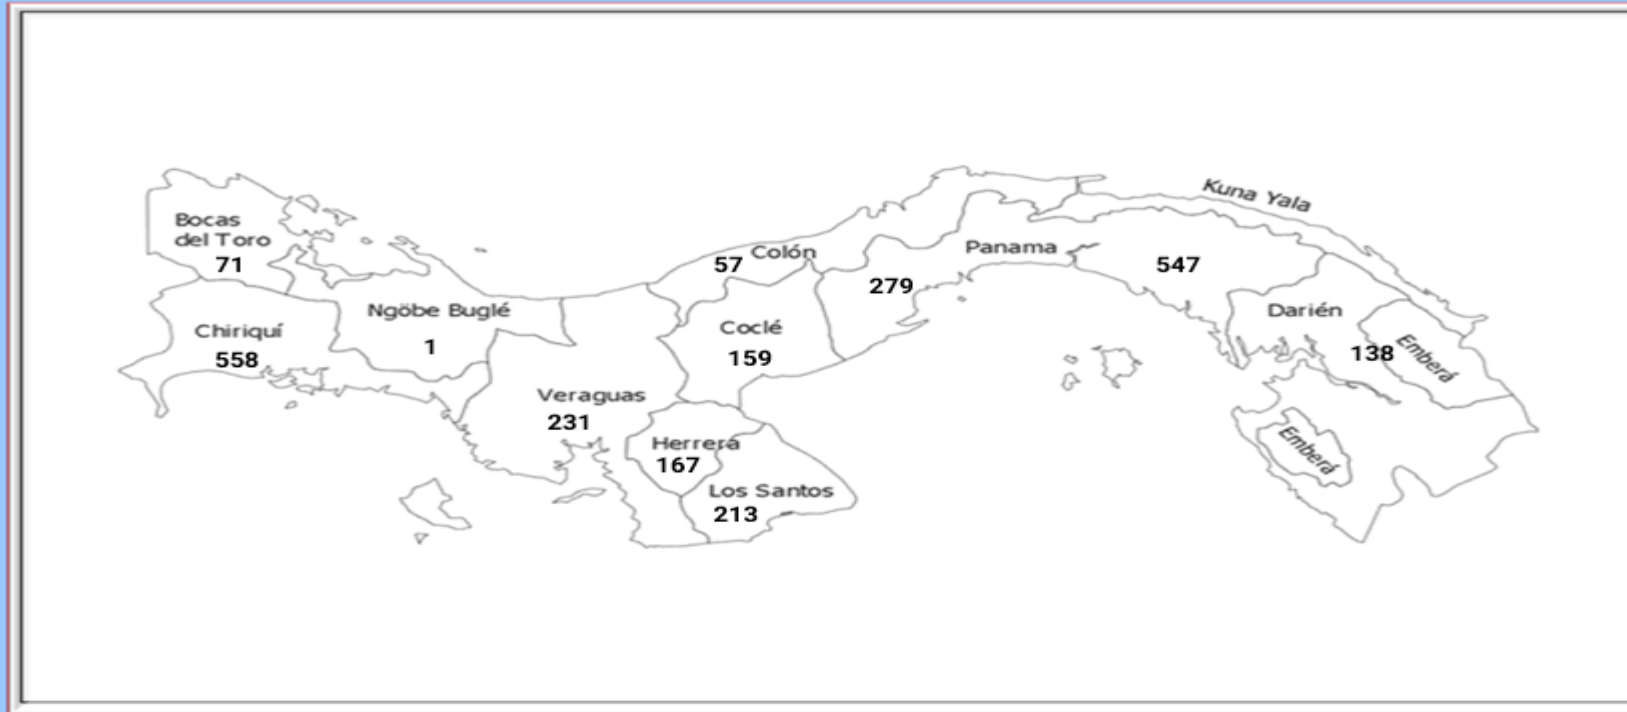 Bocas
del Toro
71
Chiriquí
558
Ngöbe Buglé
1
Veraguas
231
Herrera
167
Los Santos
213
Coclé
159
57 Colón
279
Panama
547
Kuna Yala
Darién
138
Emberá
Emberá